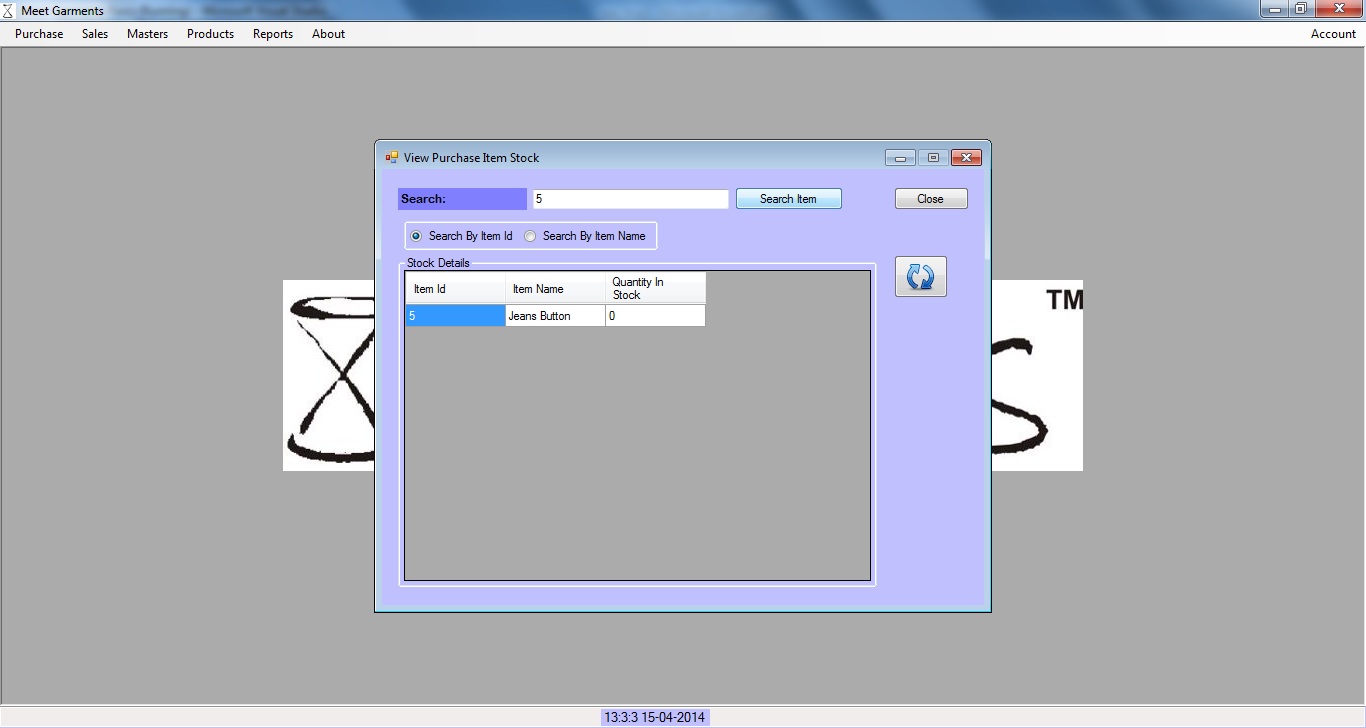 Meet Garments
Purchase Sales Masters Products Reports About Account
View Purchase Item Stock
Search: 5 Search Item Close
Search By Item Id Search By Item Name
Stock Details
Item Id Item Name Quantity In
Stock
5 Jeans Button 0
TM
13:3:3 15-04-2014